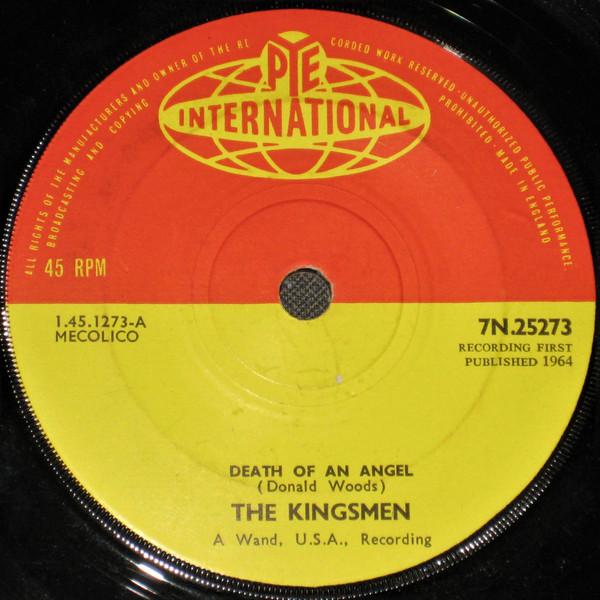 ALL RIGHTS OF THE MANUFACTURERS AND OWNER OF THE RE CORDED WORK RESERVED·UNAUTHORIZED PUBLIC PERFORMANCE
BROADCASTING AND COPYING PROHIBITED·MADE IN ENGLAND
PYE
INTERNATIONAL
45 RPM
1.45.1273-A
MECOLICO
7N.25273
RECORDING FIRST
PUBLISHED 1964
DEATH OF AN ANGEL
(Donald Woods)
THE KINGSMEN
A Wand, U.S.A., Recording